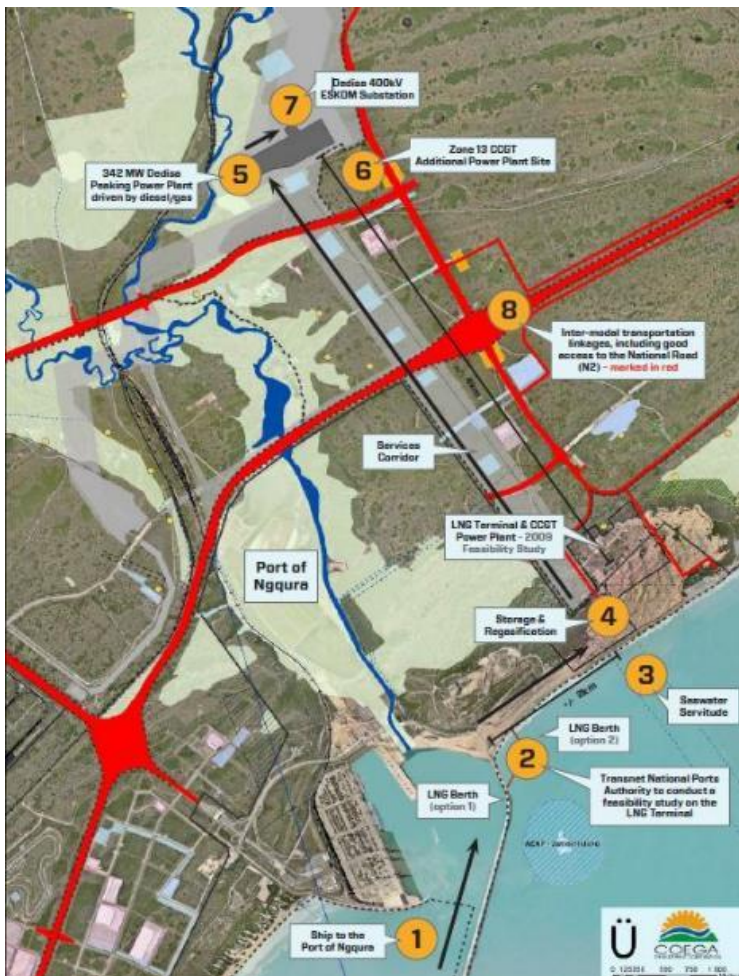 Dedisa 400kV
ESKOM Substation
7
Zone 13 CCGT
Additional Power Plant Site
6
5
342 MW Dedisa
Peaking Power Plant
driven by diesel/gas
8
Inter-modal transportation
linkages, including good
access to the National Road
(N2) – marked in red
Services
Corridor
LNG Terminal & CCGT
Power Plant - 2009
Feasibility Study
Port of
Ngqura
4
Storage &
Regasification
3
+/- 2km
Seawater
Servitude
LNG Berth
(option 2)
2
LNG Berth
(option 1)
Transnet National Ports
Authority to conduct a
feasibility study on the
LNG Terminal
1
Ship to the
Port of Ngqura
Ü
COEGA